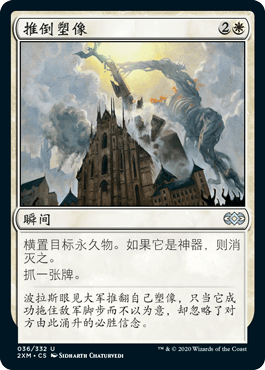 推倒塑像 2
瞬间
横置目标永久物。如果它是神器,则消
灭之。
抓一张牌。
波拉斯眼见大军推翻自己塑像,只当它成
功拖住敌军脚步而不以为意,却忽略了对
方由此涌升的必胜信念。
036/332 U
2XM • CS SIDHARTH CHATURVEDI
™ & © 2020 Wizards of the Coast